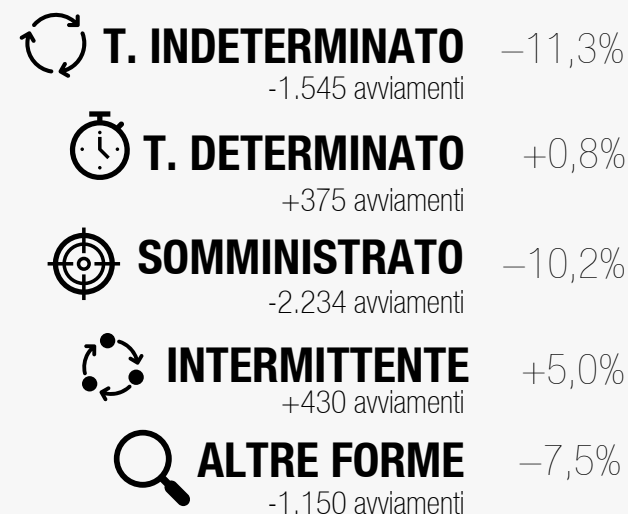 T. INDETERMINATO –11,3%
-1.545 avviamenti
T. DETERMINATO +0,8%
+375 avviamenti
SOMMINISTRATO –10,2%
-2.234 avviamenti
INTERMITTENTE +5,0%
+430 avviamenti
ALTRE FORME –7,5%
-1.150 avviamenti